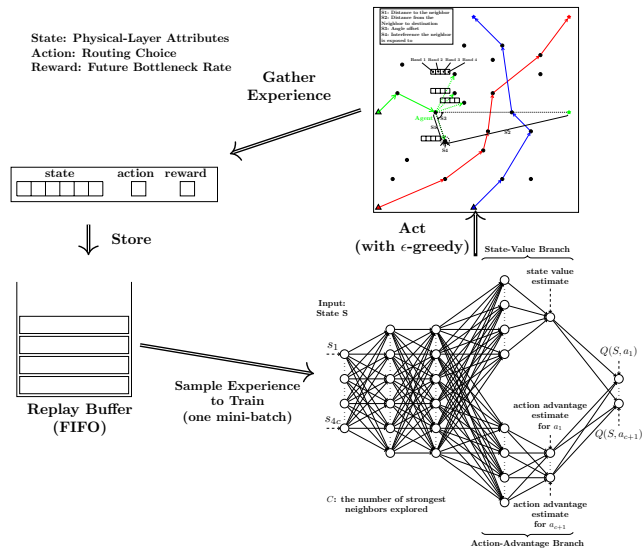 State: Physical-Layer Attributes
Action: Routing Choice
Reward: Future Bottleneck Rate
S1: Distance to the neighbor
S2: Distance from the
Neighbor to destination
S3: Angle offset
S4: Interference the neighbor
is exposed to
Band 1 Band 2 Band 3 Band 4
Agent
S3
S1
S2
S4
Gather
Experience
state action reward
Store
Act
(with ϵ-greedy)
State-Value Branch
state value
estimate
Input:
State S
s1
s4c
Q(S, a1)
Q(S, ac+1)
Replay Buffer
(FIFO)
Sample Experience
to Train
(one mini-batch)
action advantage
estimate
for a1
C: the number of strongest
neighbors explored
action advantage
estimate
for ac+1
Action-Advantage Branch